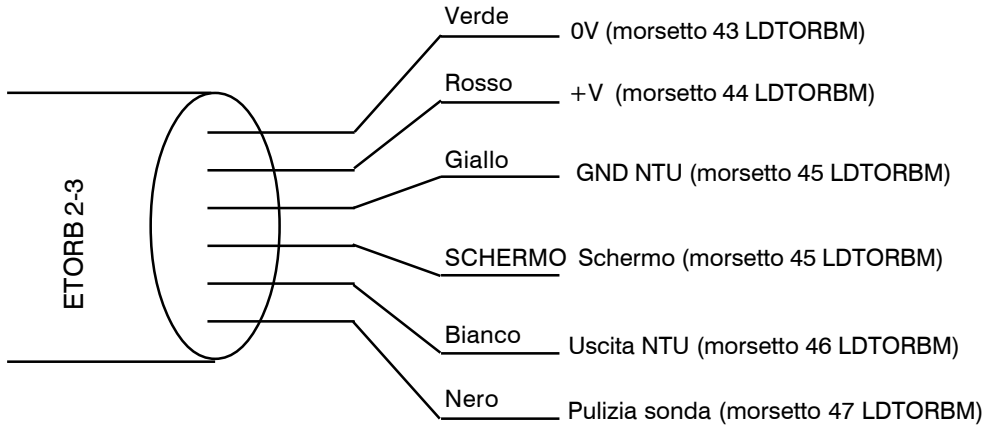 Verde
0V (morsetto 43 LDTORBM)
Rosso
+V (morsetto 44 LDTORBM)
Giallo
GND NTU (morsetto 45 LDTORBM)
ETORB 2-3
SCHERMO Schermo (morsetto 45 LDTORBM)
Bianco
Uscita NTU (morsetto 46 LDTORBM)
Nero
Pulizia sonda (morsetto 47 LDTORBM)